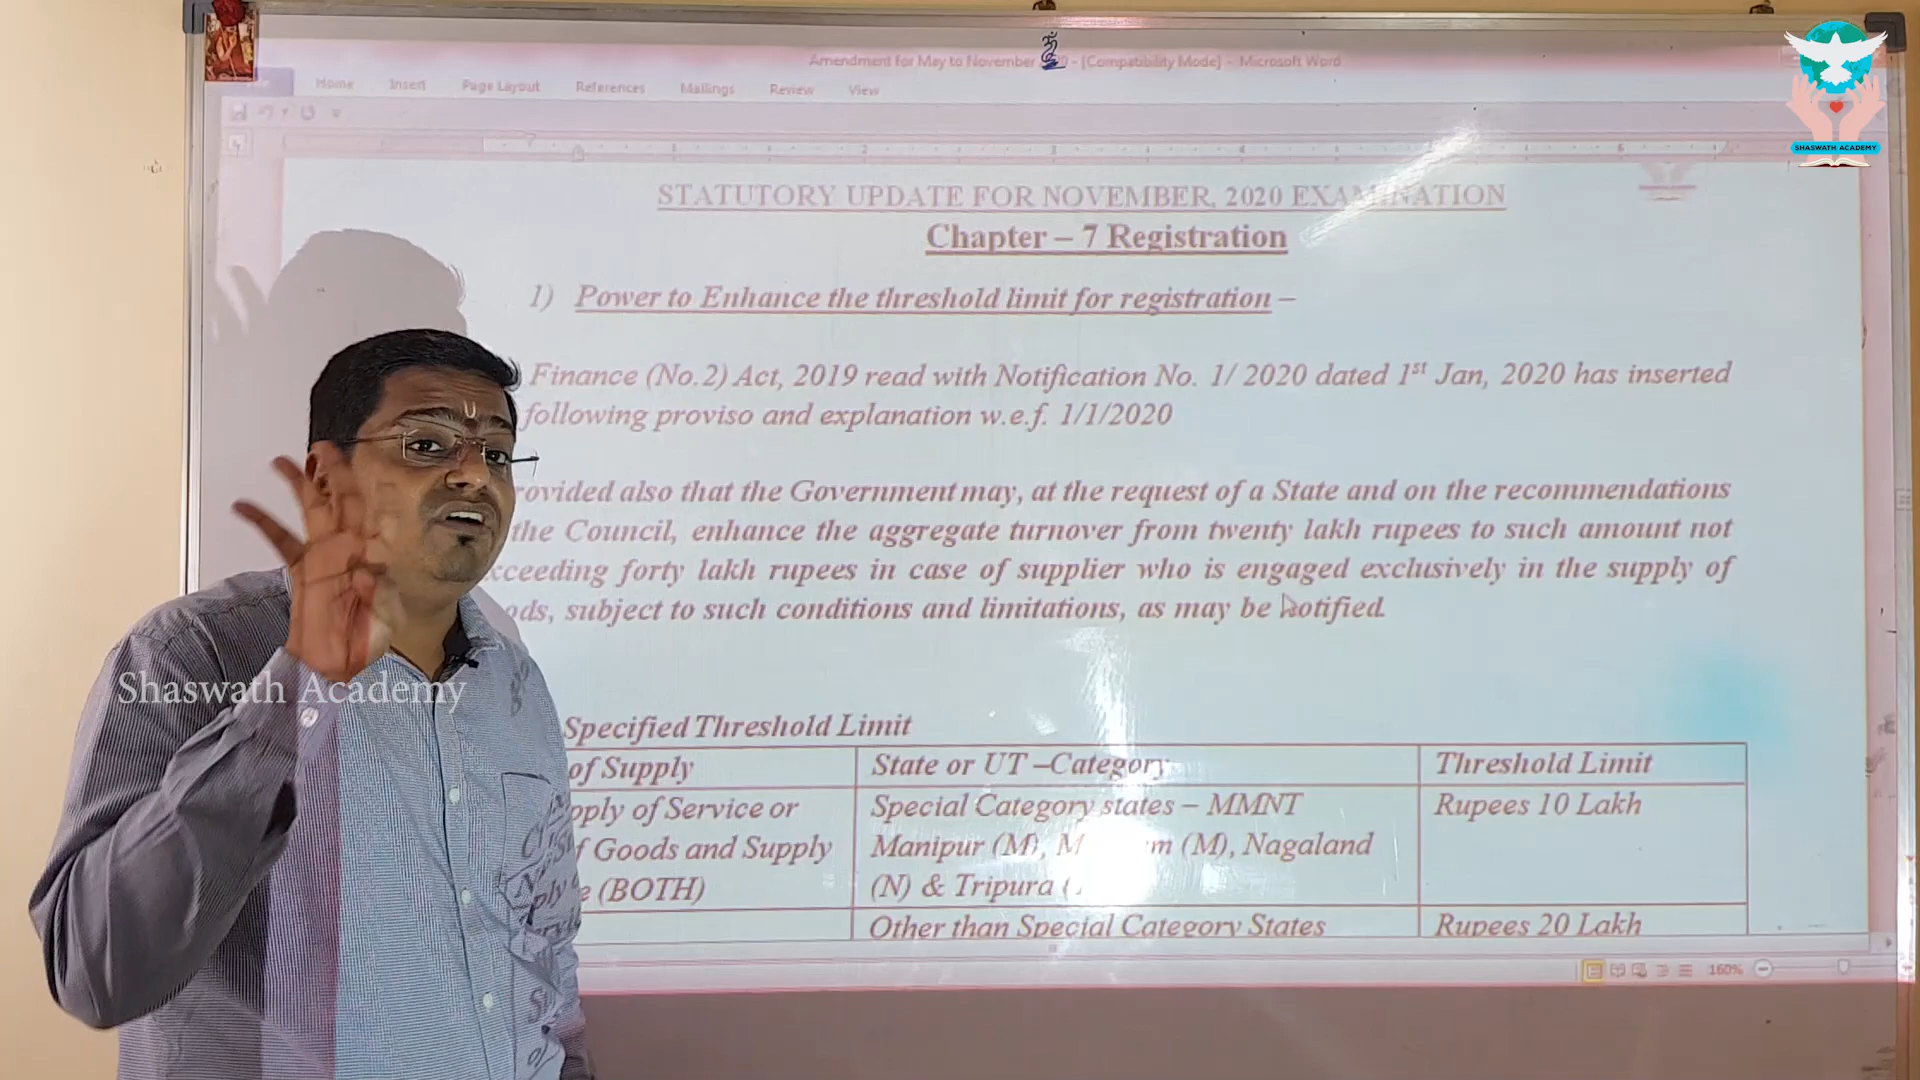 Amendment for May to November - [Compatibility Mode] - Microsoft Word
Home Insert Page Layout References Mailings Review View
SHASWATH ACADEMY
STATUTORY UPDATE FOR NOVEMBER, 2020 EXAMINATION
Chapter – 7 Registration
1) Power to Enhance the threshold limit for registration –
Finance (No.2) Act, 2019 read with Notification No. 1/ 2020 dated 1st Jan, 2020 has inserted
following proviso and explanation w.e.f. 1/1/2020
rovided also that the Government may, at the request of a State and on the recommendations
the Council, enhance the aggregate turnover from twenty lakh rupees to such amount not
ceeding forty lakh rupees in case of supplier who is engaged exclusively in the supply of
ods, subject to such conditions and limitations, as may be notified.
Shaswath Academy
Specified Threshold Limit
of Supply State or UT –Category Threshold Limit
pply of Service or Special Category states – MMNT Rupees 10 Lakh
f Goods and Supply Manipur (M), M m (M), Nagaland
e (BOTH) (N) & Tripura (
Other than Special Category States Rupees 20 Lakh
160%